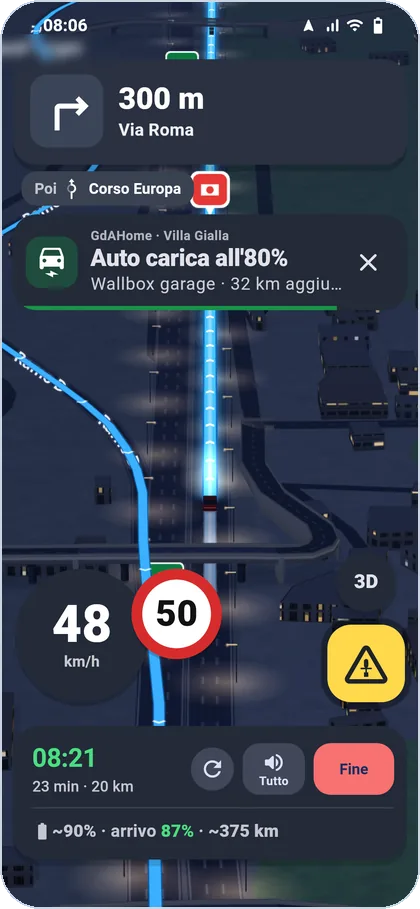 08:06
300 m
Via Roma
Poi Corso Europa
GdAHome · Villa Gialla
Auto carica all'80%
Wallbox garage · 32 km aggiu…
3D
48
km/h
50
08:21
23 min · 20 km
Tutto
Fine
~90% · arrivo 87% · ~375 km